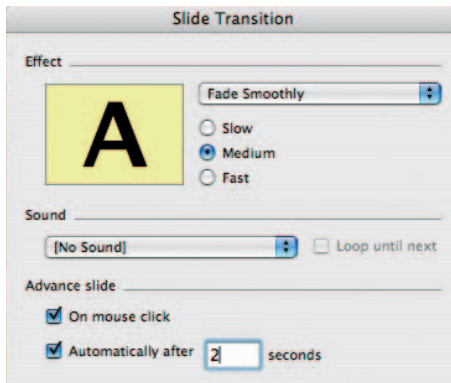 Slide Transition
Effect
A
Fade Smoothly
Slow
Medium
Fast
Sound
[No Sound]
Loop until next
Advance slide
On mouse click
Automatically after 2 seconds